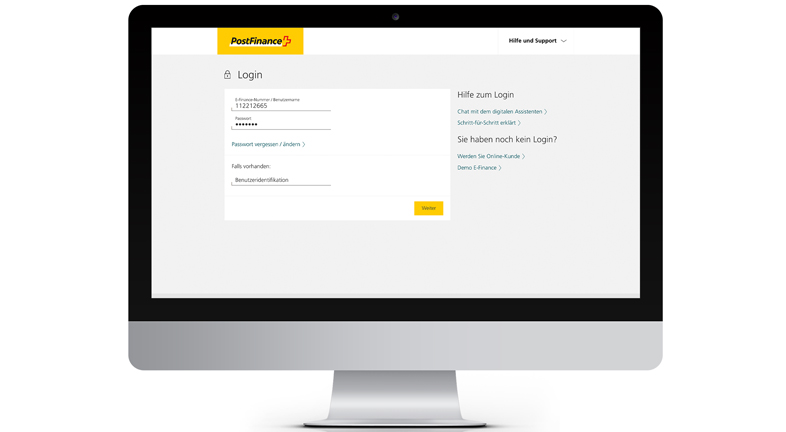 PostFinance
Hilfe und Support
Login
E-Finance-Nummer / Benutzername
112212665
Passwort
•••••••
Passwort vergessen / ändern
Falls vorhanden:
Benutzeridentifikation
Weiter
Hilfe zum Login
Chat mit dem digitalen Assistenten
Schritt-für-Schritt erklärt
Sie haben noch kein Login?
Werden Sie Online-Kunde
Demo E-Finance